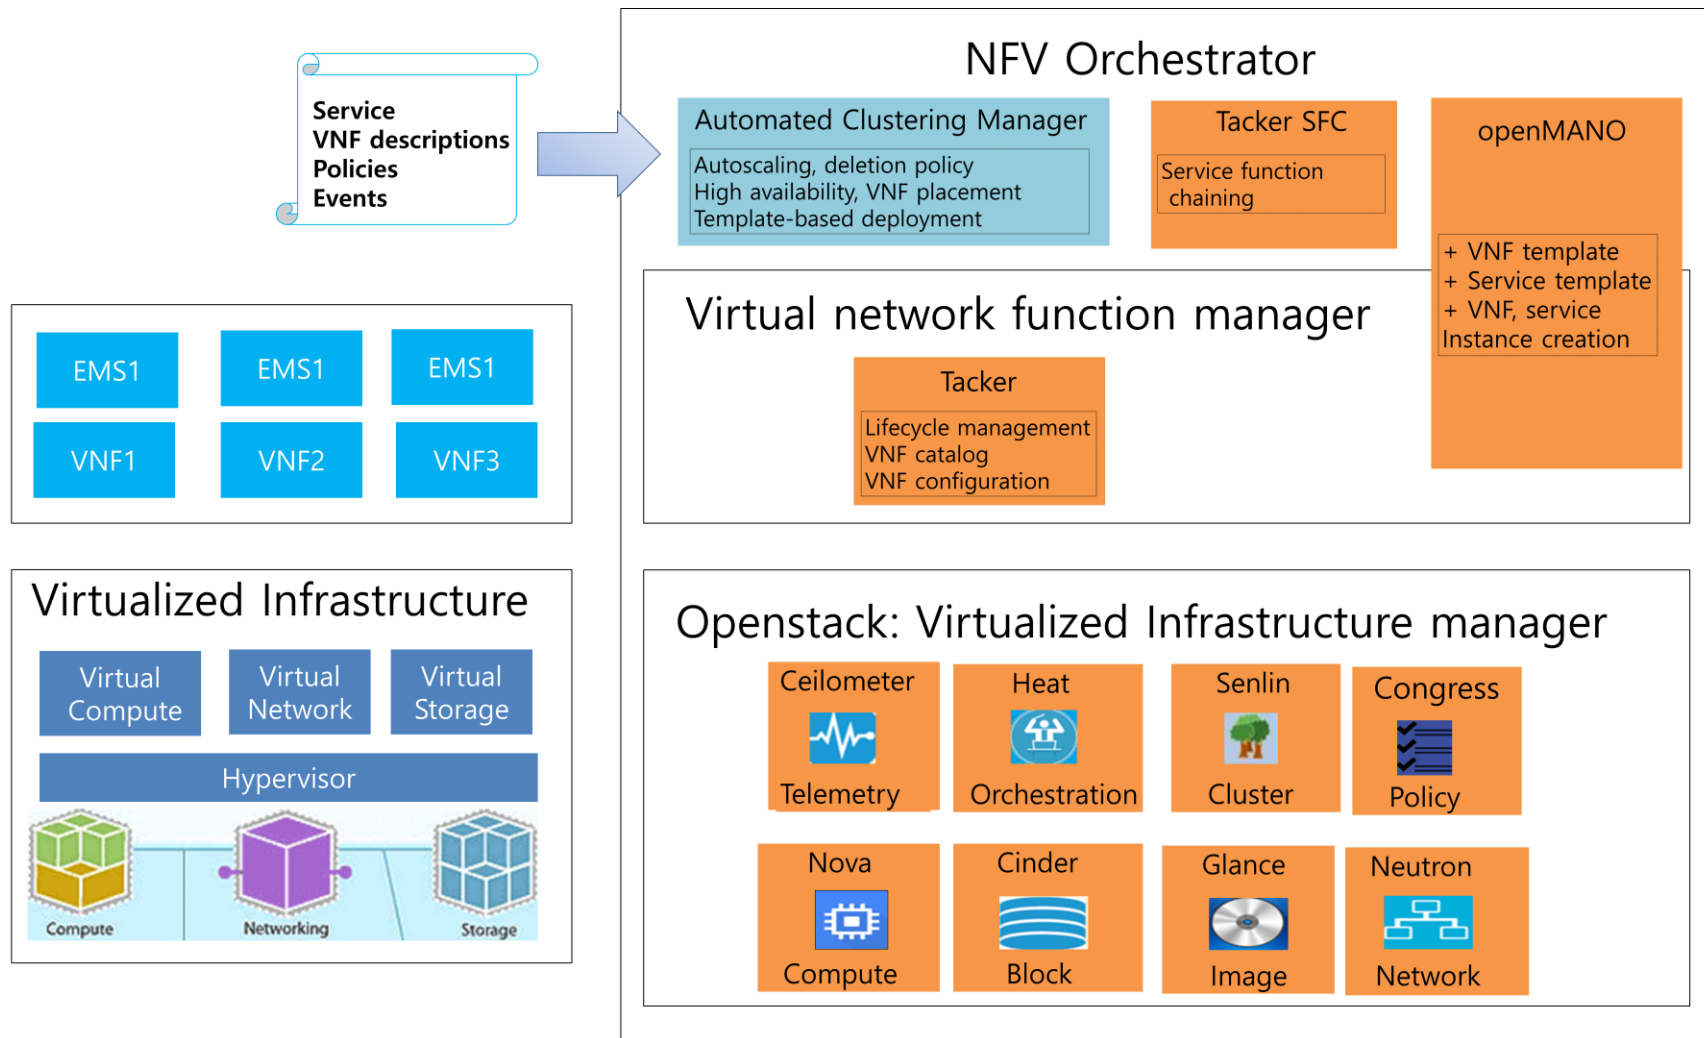 Service
VNF descriptions
Policies
Events
NFV Orchestrator
Automated Clustering Manager
Autoscaling, deletion policy
High availability, VNF placement
Template-based deployment
Tacker SFC
Service function
chaining
openMANO
+ VNF template
+ Service template
+ VNF, service
Instance creation
EMS1
EMS1
EMS1
VNF1
VNF2
VNF3
Virtual network function manager
Tacker
Lifecycle management
VNF catalog
VNF configuration
Virtualized Infrastructure
Virtual
Compute
Virtual
Network
Virtual
Storage
Hypervisor
Compute
Networking
Storage
Openstack: Virtualized Infrastructure manager
Ceilometer
Telemetry
Heat
Orchestration
Senlin
Cluster
Congress
Policy
Nova
Compute
Cinder
Block
Glance
Image
Neutron
Network